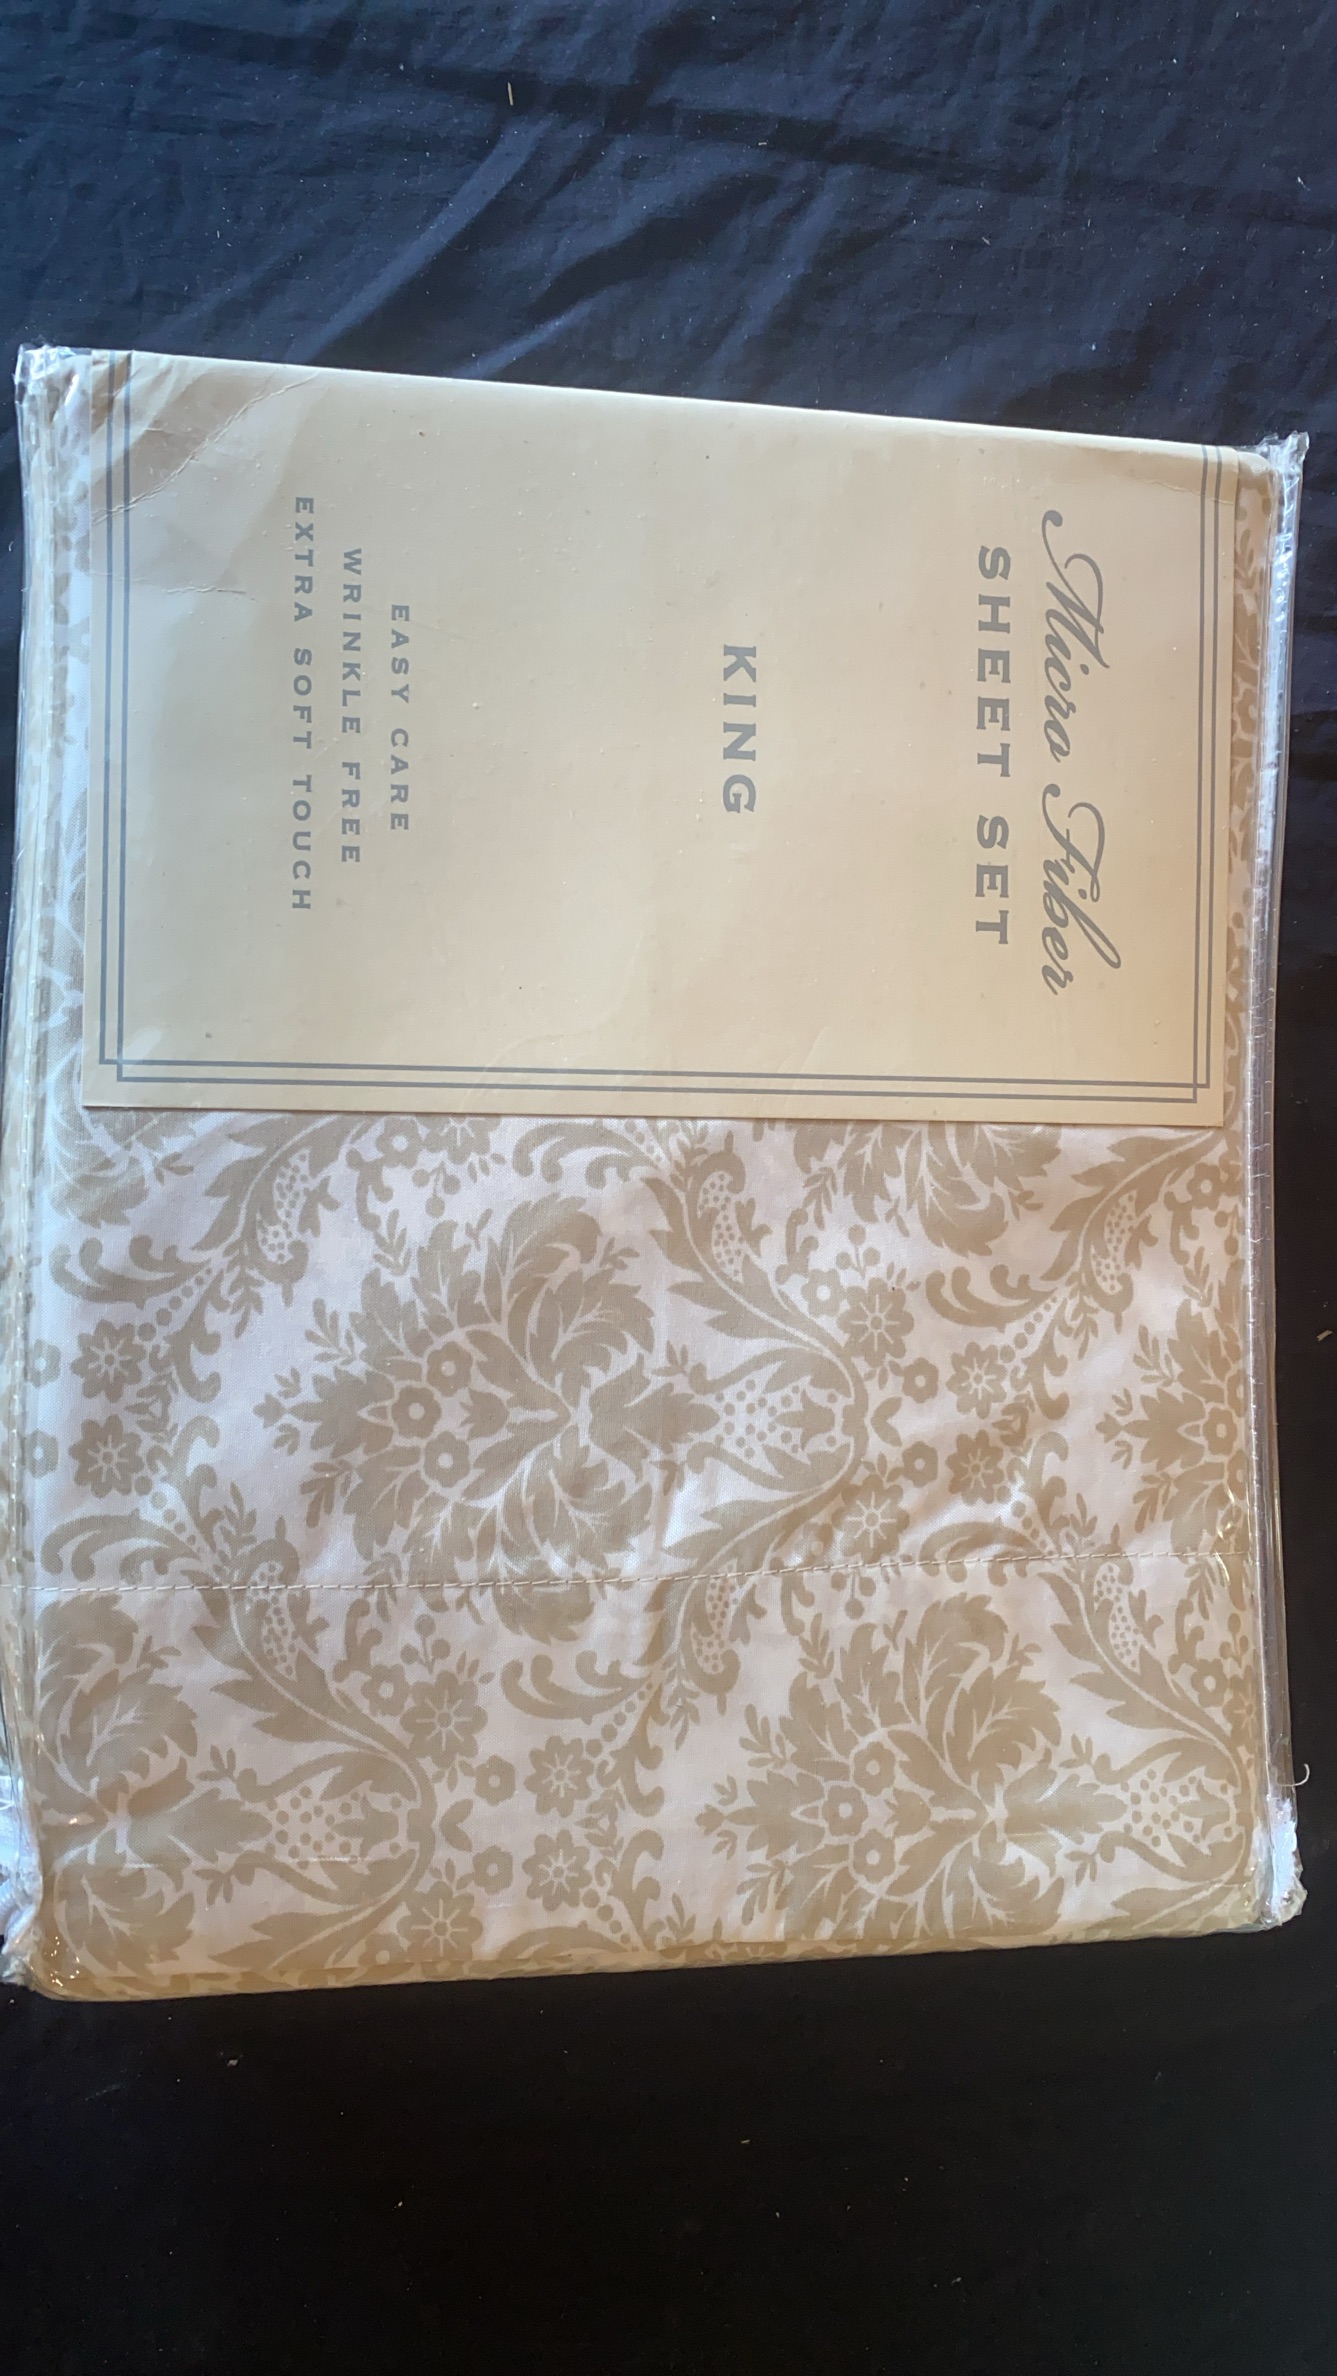 Micro Fiber
SHEET SET
KING
EASY CARE
WRINKLE FREE
EXTRA SOFT TOUCH